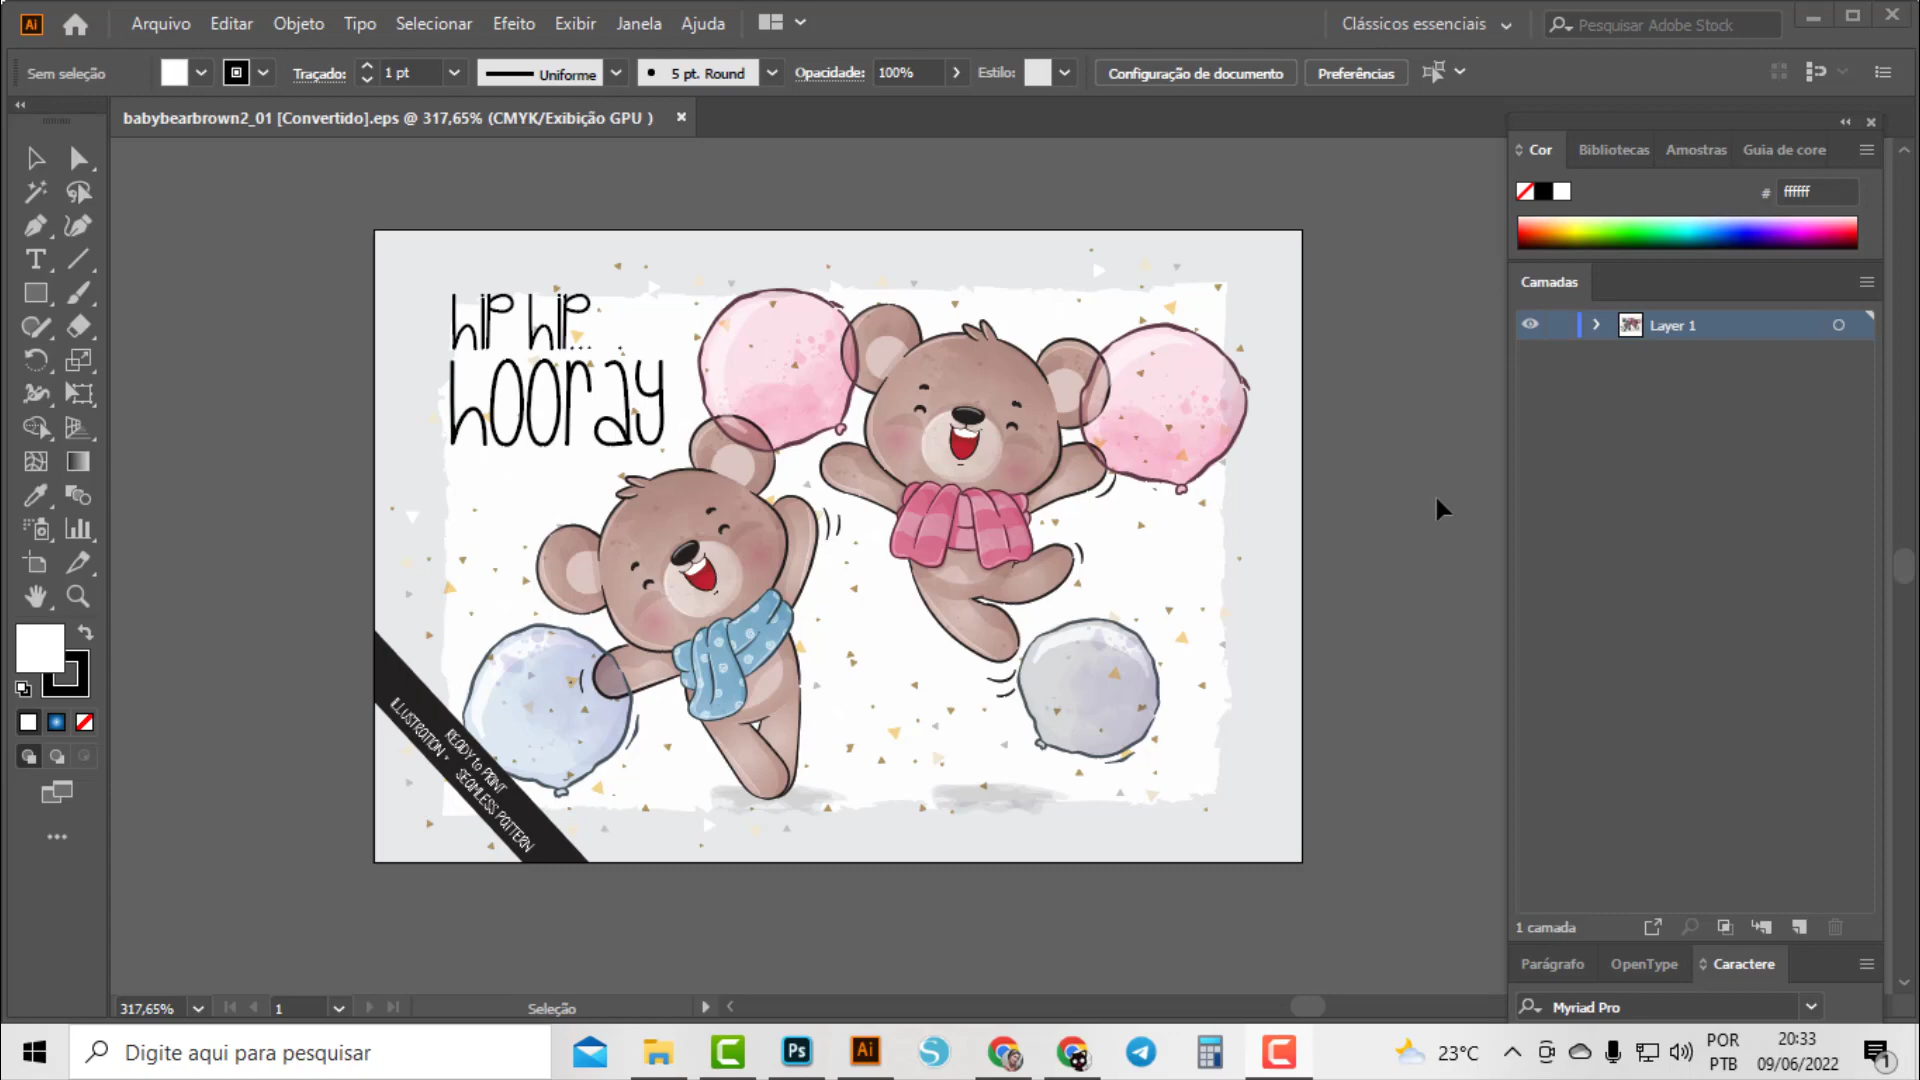 Ai Arquivo Editar Objeto Tipo Selecionar Efeito Exibir Janela Ajuda Clássicos essenciais Pesquisar Adobe Stock
Sem seleção Traçado: 1 pt Uniforme 5 pt. Round Opacidade: 100% Estilo: Configuração de documento Preferências
babybearbrown2_01 [Convertido].eps @ 317,65% (CMYK/Exibição GPU )
Cor Bibliotecas Amostras Guia de core
# ffffff
Camadas
Layer 1
HIP HIP...
HOORAY
ILLUSTRATION +
READY to PRINT
SEAMLESS PATTERN
1 camada
Parágrafo OpenType Caractere
Myriad Pro
317,65% 1 Seleção
Digite aqui para pesquisar
Ps Ai
23°C
POR
PTB
20:33
09/06/2022
1